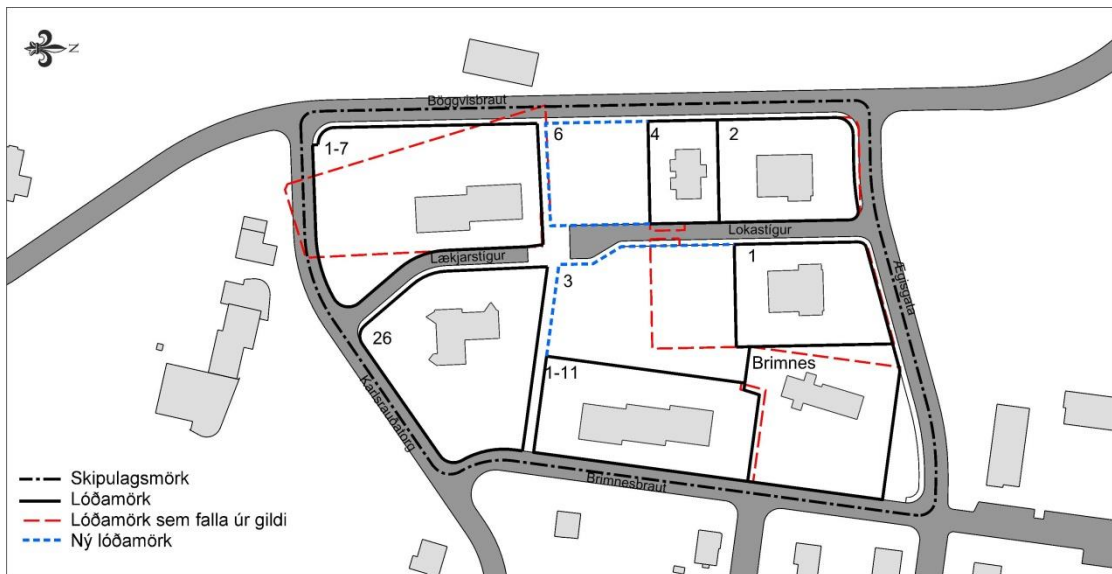 N
Böggvisbraut
1-7
6
4
2
Lokastígur
Lækjarstígur
3
1
Ægisgata
26
Brimnes
1-11
Karlsrauðatorg
Brimnesbraut
Skipulagsmörk
Lóðamörk
Lóðamörk sem falla úr gildi
Ný lóðamörk